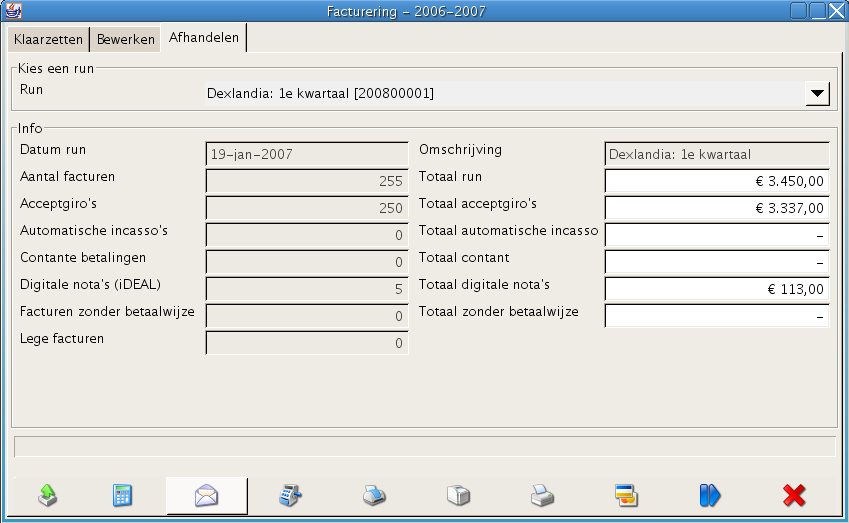 Facturering - 2006-2007
Klaarzetten Bewerken Afhandelen
Kies een run
Run Dexlandia: 1e kwartaal [200800001]
Info
Datum run 19-jan-2007 Omschrijving Dexlandia: 1e kwartaal
Aantal facturen 255 Totaal run € 3.450,00
Acceptgiro's 250 Totaal acceptgiro's € 3.337,00
Automatische incasso's 0 Totaal automatische incasso -
Contante betalingen 0 Totaal contant -
Digitale nota's (iDEAL) 5 Totaal digitale nota's € 113,00
Facturen zonder betaalwijze 0 Totaal zonder betaalwijze -
Lege facturen 0